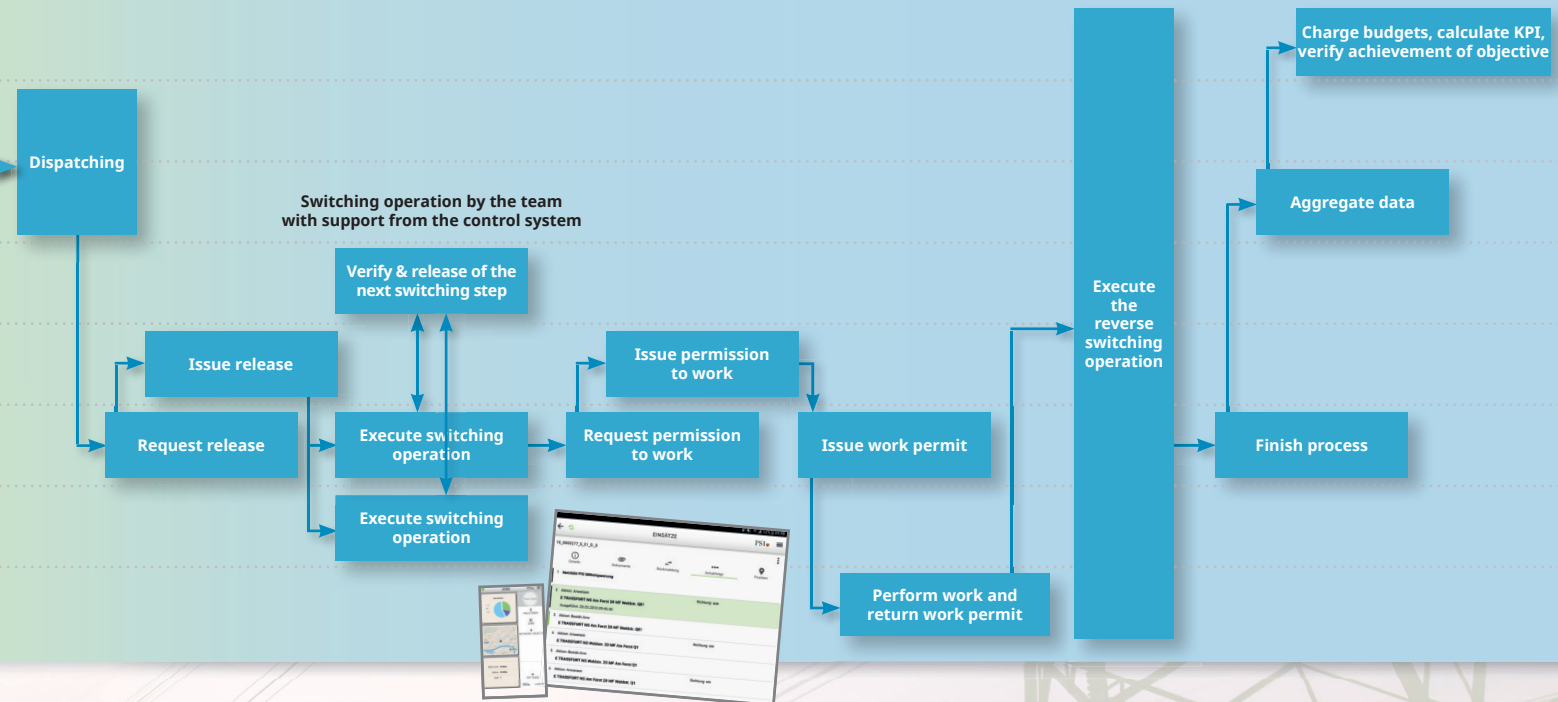 Charge budgets, calculate KPI,
verify achievement of objective
Dispatching
Switching operation by the team
with support from the control system
Aggregate data
Verify & release of the
next switching step
Execute
the
reverse
switching
operation
Issue release
Issue permission
to work
Request release
Execute switching
operation
Request permission
to work
Issue work permit
Finish process
Execute switching
operation
EINSÄTZE
PSI
Perform work and
return work permit